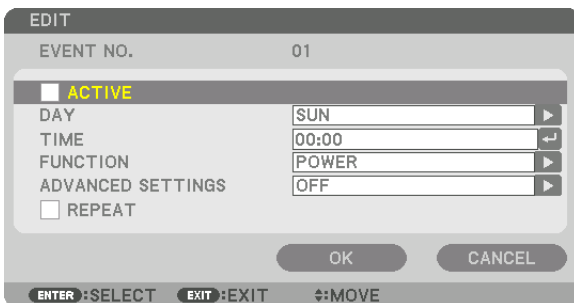 EDIT
EVENT NO. 01
ACTIVE
DAY SUN
TIME 00:00
FUNCTION POWER
ADVANCED SETTINGS OFF
REPEAT
OK CANCEL
ENTER :SELECT EXIT :EXIT :MOVE